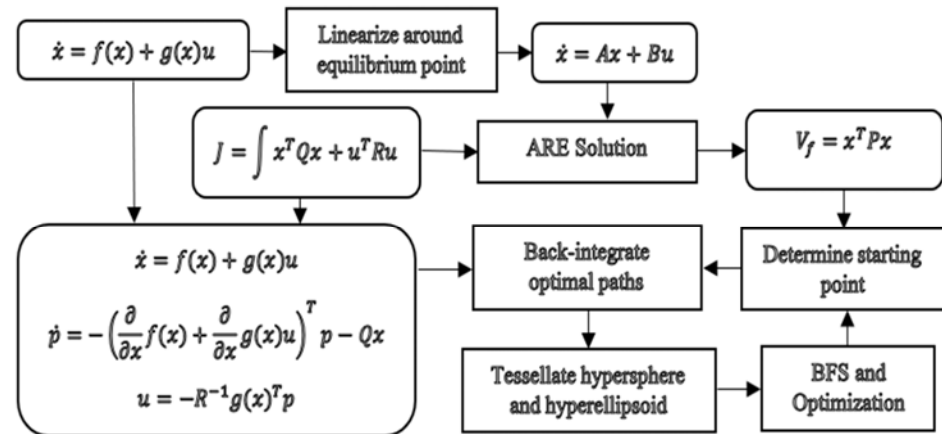 ẋ = f(x) + g(x)u
Linearize around
equilibrium point
ẋ = Ax + Bu
J = ∫ xᵀQx + uᵀRu
ARE Solution
V_f = xᵀPx
ẋ = f(x) + g(x)u
ṗ = −(∂/∂x f(x) + ∂/∂x g(x)u)ᵀ p − Qx
u = −R⁻¹g(x)ᵀp
Back-integrate
optimal paths
Determine starting
point
Tessellate hypersphere
and hyperellipsoid
BFS and
Optimization